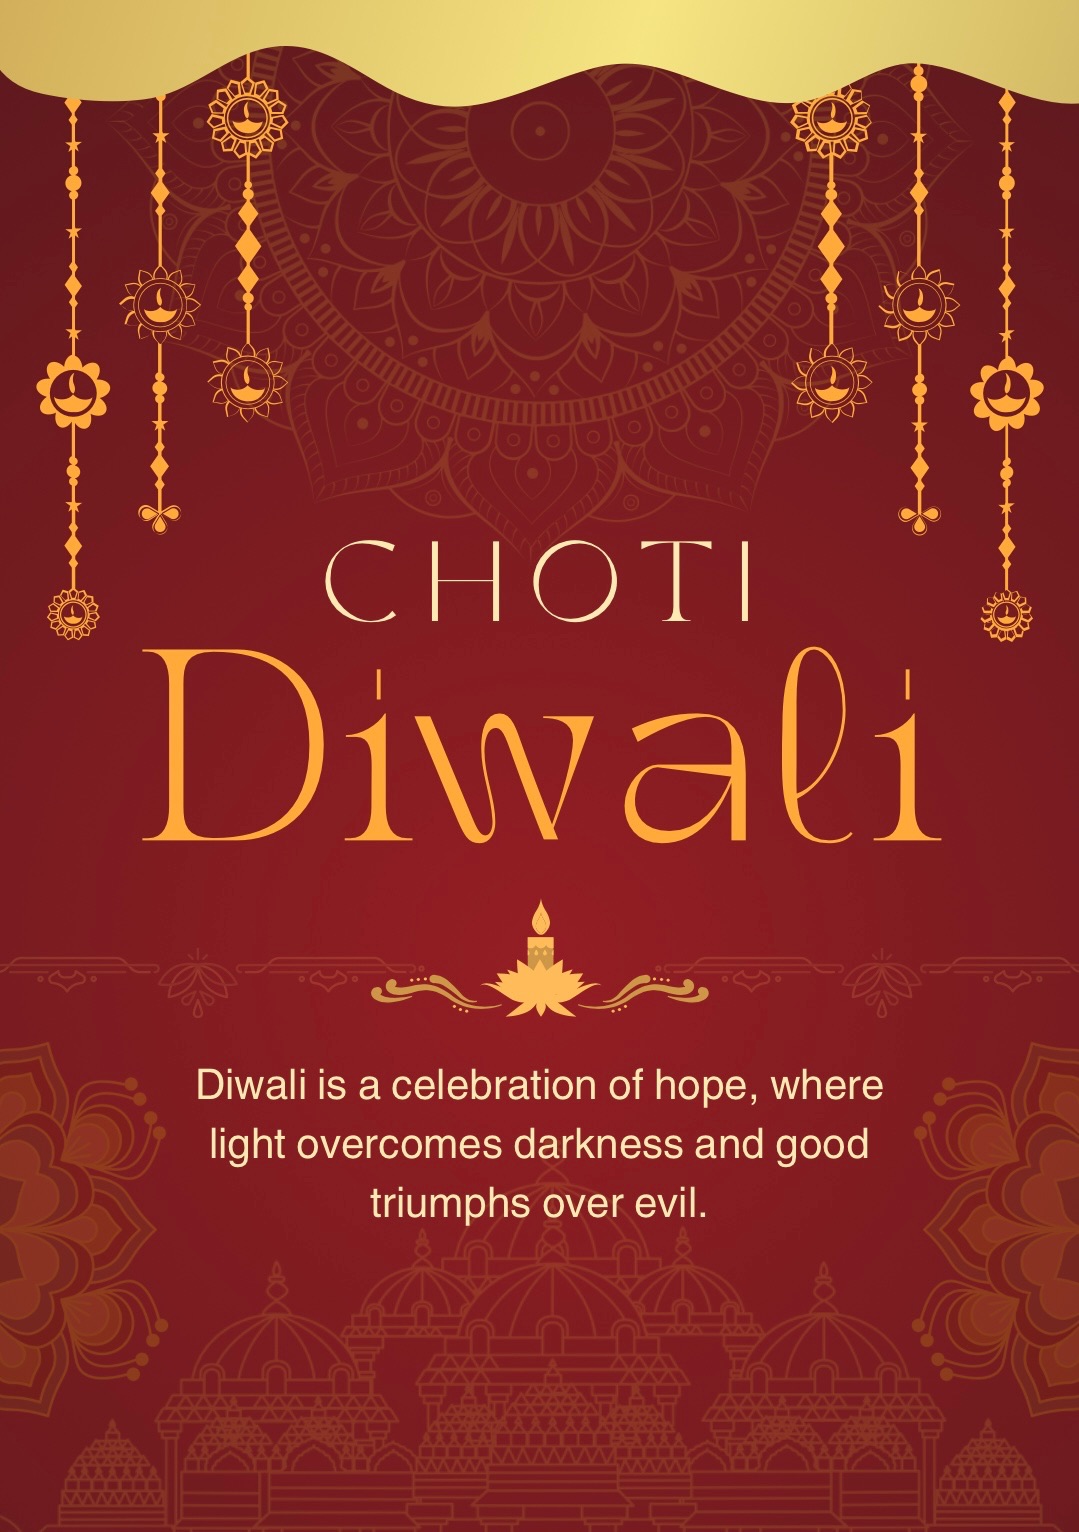 CHOTI
Diwali
Diwali is a celebration of hope, where
light overcomes darkness and good
triumphs over evil.